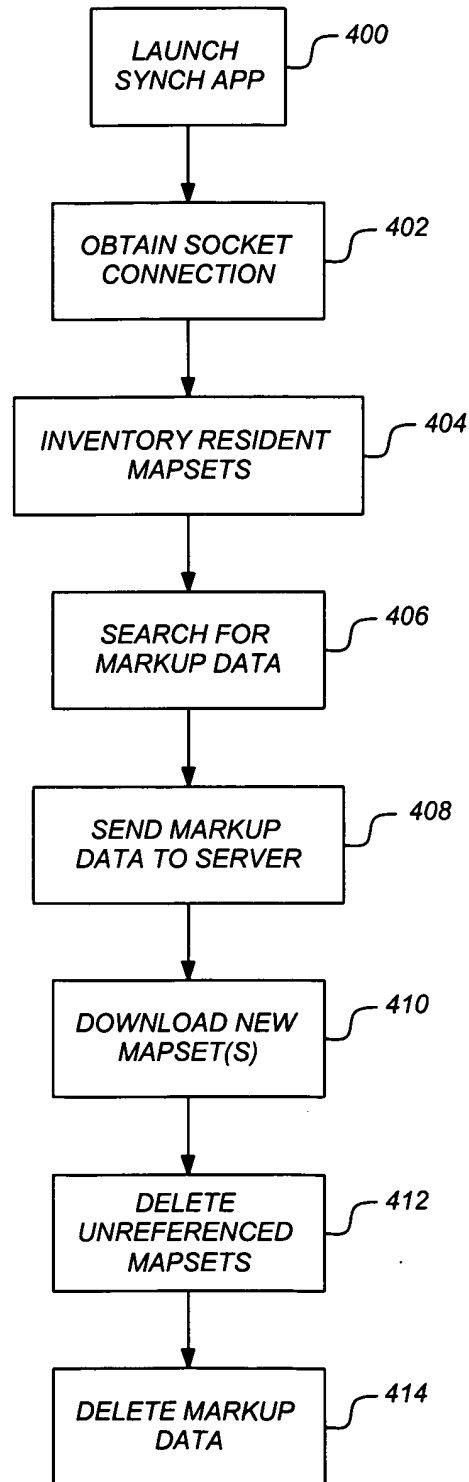 LAUNCH
SYNCH APP
400
OBTAIN SOCKET
CONNECTION
402
INVENTORY RESIDENT
MAPSETS
404
SEARCH FOR
MARKUP DATA
406
SEND MARKUP
DATA TO SERVER
408
DOWNLOAD NEW
MAPSET(S)
410
DELETE
UNREFERENCED
MAPSETS
412
DELETE MARKUP
DATA
414